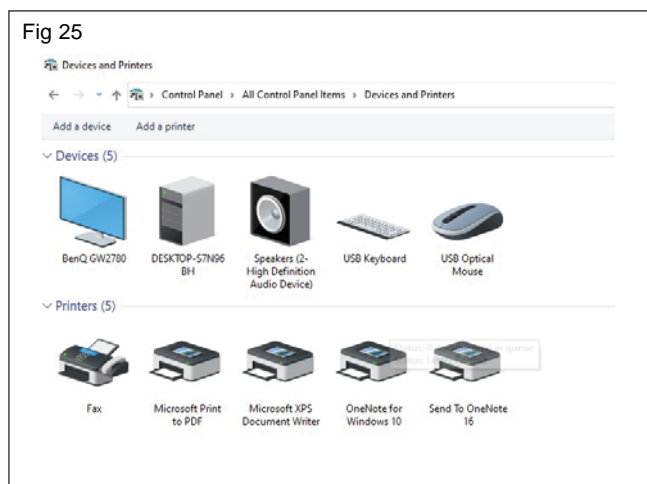 Fig 25
Devices and Printers
Control Panel > All Control Panel Items > Devices and Printers
Add a device Add a printer
Devices (5)
BenQ GW2780
DESKTOP-S7N96
BH
Speakers (2-
High Definition
Audio Device)
USB Keyboard
USB Optical
Mouse
Printers (5)
Fax
Microsoft Print
to PDF
Microsoft XPS
Document Writer
OneNote for
Windows 10
Send To OneNote
16